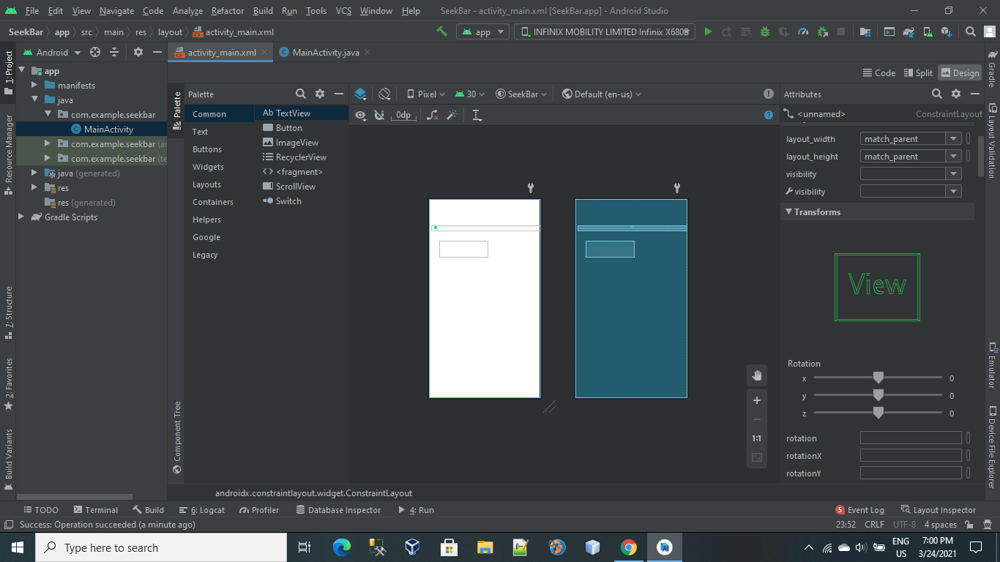 File Edit View Navigate Code Analyze Refactor Build Run Tools VCS Window Help SeekBar - activity_main.xml [SeekBar.app] - Android Studio
SeekBar app src main res layout activity_main.xml app INFINIX MOBILITY LIMITED Infinix X680B
Android activity_main.xml MainActivity.java
Code Split Design
1: Project
Resource Manager
7: Structure
2: Favorites
Build Variants
app
manifests
java
com.example.seekbar
MainActivity
com.example.seekbar (an
com.example.seekbar (te
java (generated)
res
res (generated)
Gradle Scripts
Palette
Component Tree
Palette
Common
Text
Buttons
Widgets
Layouts
Containers
Helpers
Google
Legacy
Ab TextView
Button
ImageView
RecyclerView
<fragment>
ScrollView
Switch
Pixel 30 SeekBar Default (en-us)
0dp
1:1
Attributes
<unnamed> ConstraintLayout
layout_width match_parent
layout_height match_parent
visibility
visibility
Transforms
View
Rotation
x 0
y 0
z 0
rotation
rotationX
rotationY
Gradle
Layout Validation
Emulator
Device File Explorer
androidx.constraintlayout.widget.ConstraintLayout
TODO Terminal Build 6: Logcat Profiler Database Inspector 4: Run 5 Event Log Layout Inspector
Success: Operation succeeded (a minute ago) 23:52 CRLF UTF-8 4 spaces
Type here to search
ENG
US
7:00 PM
3/24/2021